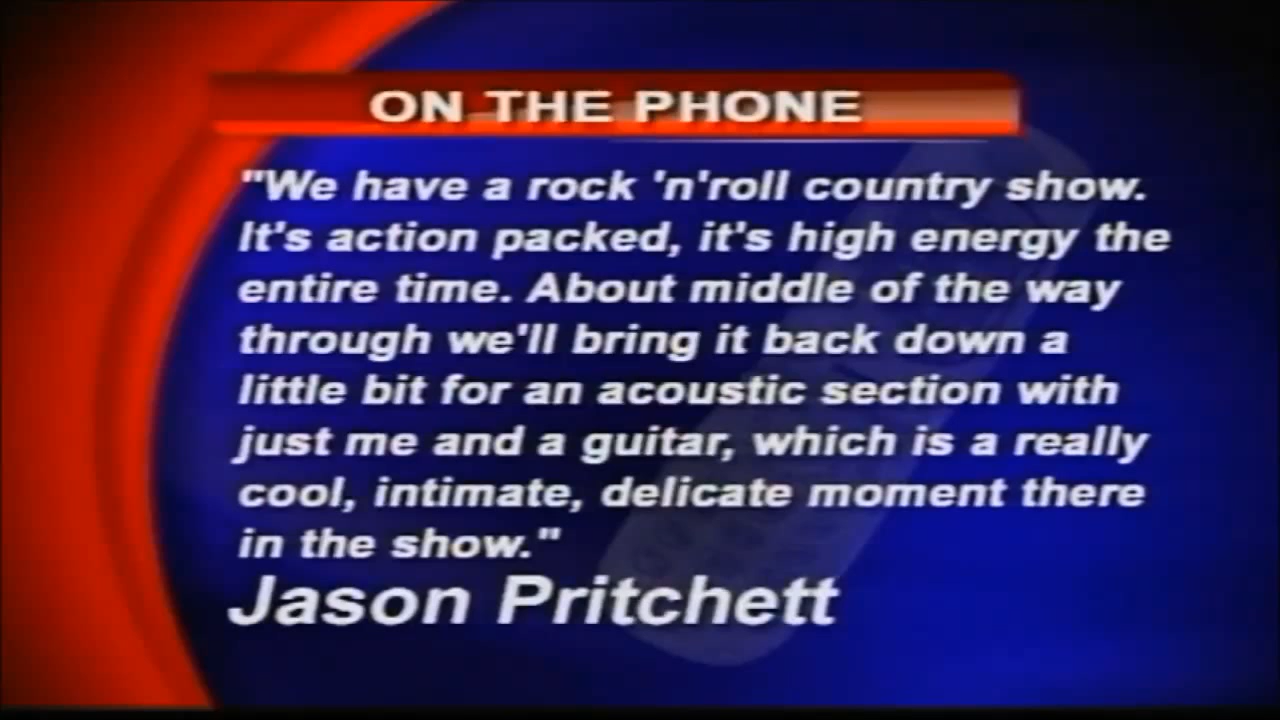 ON THE PHONE
"We have a rock 'n'roll country show.
It's action packed, it's high energy the
entire time. About middle of the way
through we'll bring it back down a
little bit for an acoustic section with
just me and a guitar, which is a really
cool, intimate, delicate moment there
in the show."
Jason Pritchett